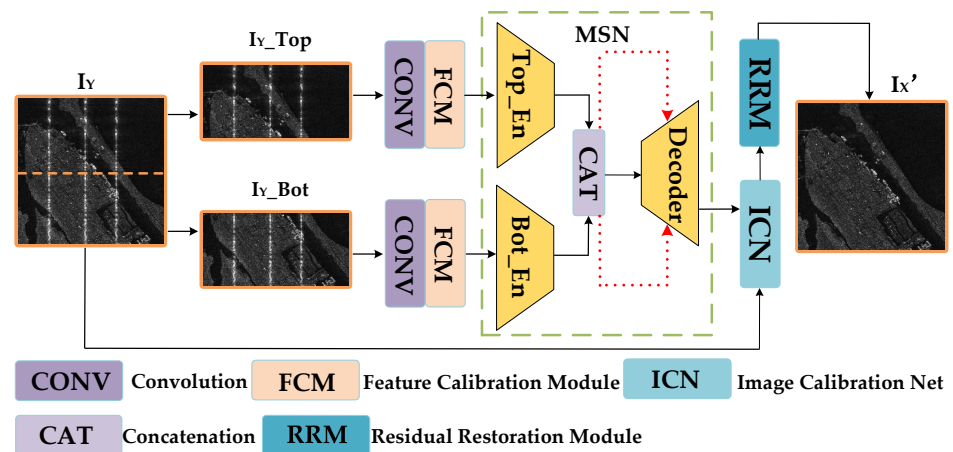 I_Y
I_Y_Top
I_Y_Bot
CONV
FCM
CONV
FCM
MSN
Top_En
Bot_En
CAT
Decoder
RRM
ICN
I_X’
CONV Convolution
FCM Feature Calibration Module
ICN Image Calibration Net
CAT Concatenation
RRM Residual Restoration Module